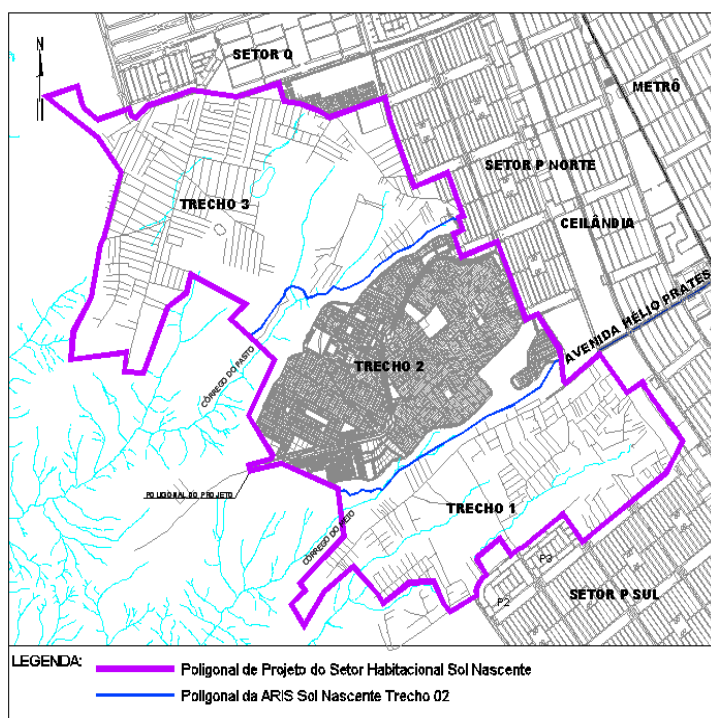 N
SETOR Q
METRÔ
SETOR P NORTE
TRECHO 3
CEILÂNDIA
AVENIDA HÉLIO PRATES
TRECHO 2
CÓRREGO DO PASTO
POLIGONAL DO PROJETO
TRECHO 1
CÓRREGO DO MEIO
P3
P2
SETOR P SUL
LEGENDA:
Poligonal de Projeto do Setor Habitacional Sol Nascente
Poligonal da ARIS Sol Nascente Trecho 02